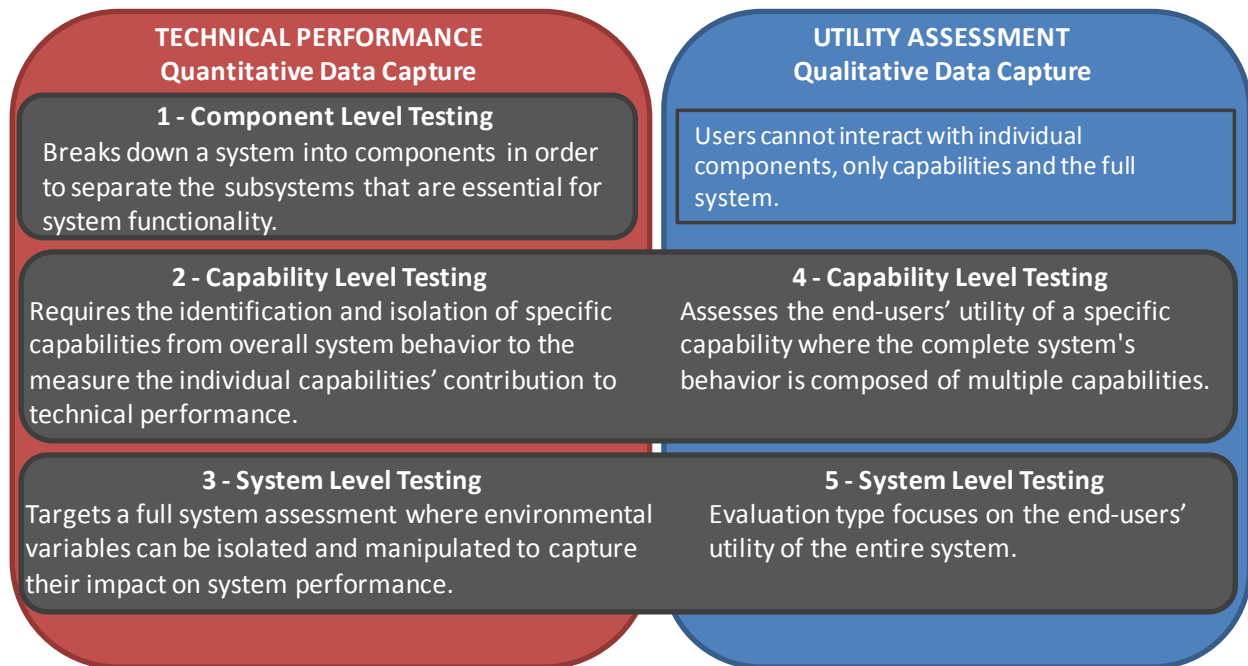 TECHNICAL PERFORMANCE
Quantitative Data Capture
UTILITY ASSESSMENT
Qualitative Data Capture
1 - Component Level Testing
Breaks down a system into components in order
to separate the subsystems that are essential for
system functionality.
Users cannot interact with individual
components, only capabilities and the full
system.
2 - Capability Level Testing
Requires the identification and isolation of specific
capabilities from overall system behavior to the
measure the individual capabilities’ contribution to
technical performance.
4 - Capability Level Testing
Assesses the end-users’ utility of a specific
capability where the complete system's
behavior is composed of multiple capabilities.
3 - System Level Testing
Targets a full system assessment where environmental
variables can be isolated and manipulated to capture
their impact on system performance.
5 - System Level Testing
Evaluation type focuses on the end-users’
utility of the entire system.